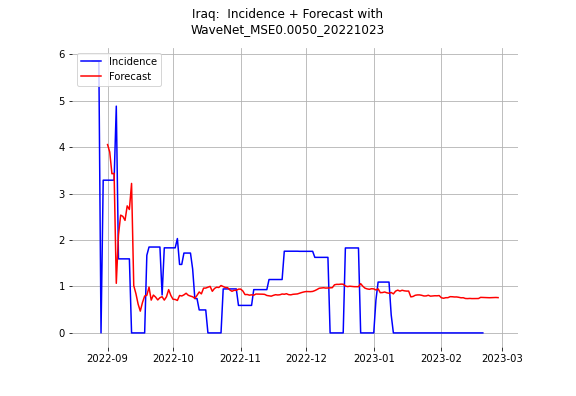 Iraq:  Incidence + Forecast with
WaveNet_MSE0.0050_20221023
Incidence
Forecast
6
5
4
3
2
1
0
2022-09 2022-10 2022-11 2022-12 2023-01 2023-02 2023-03